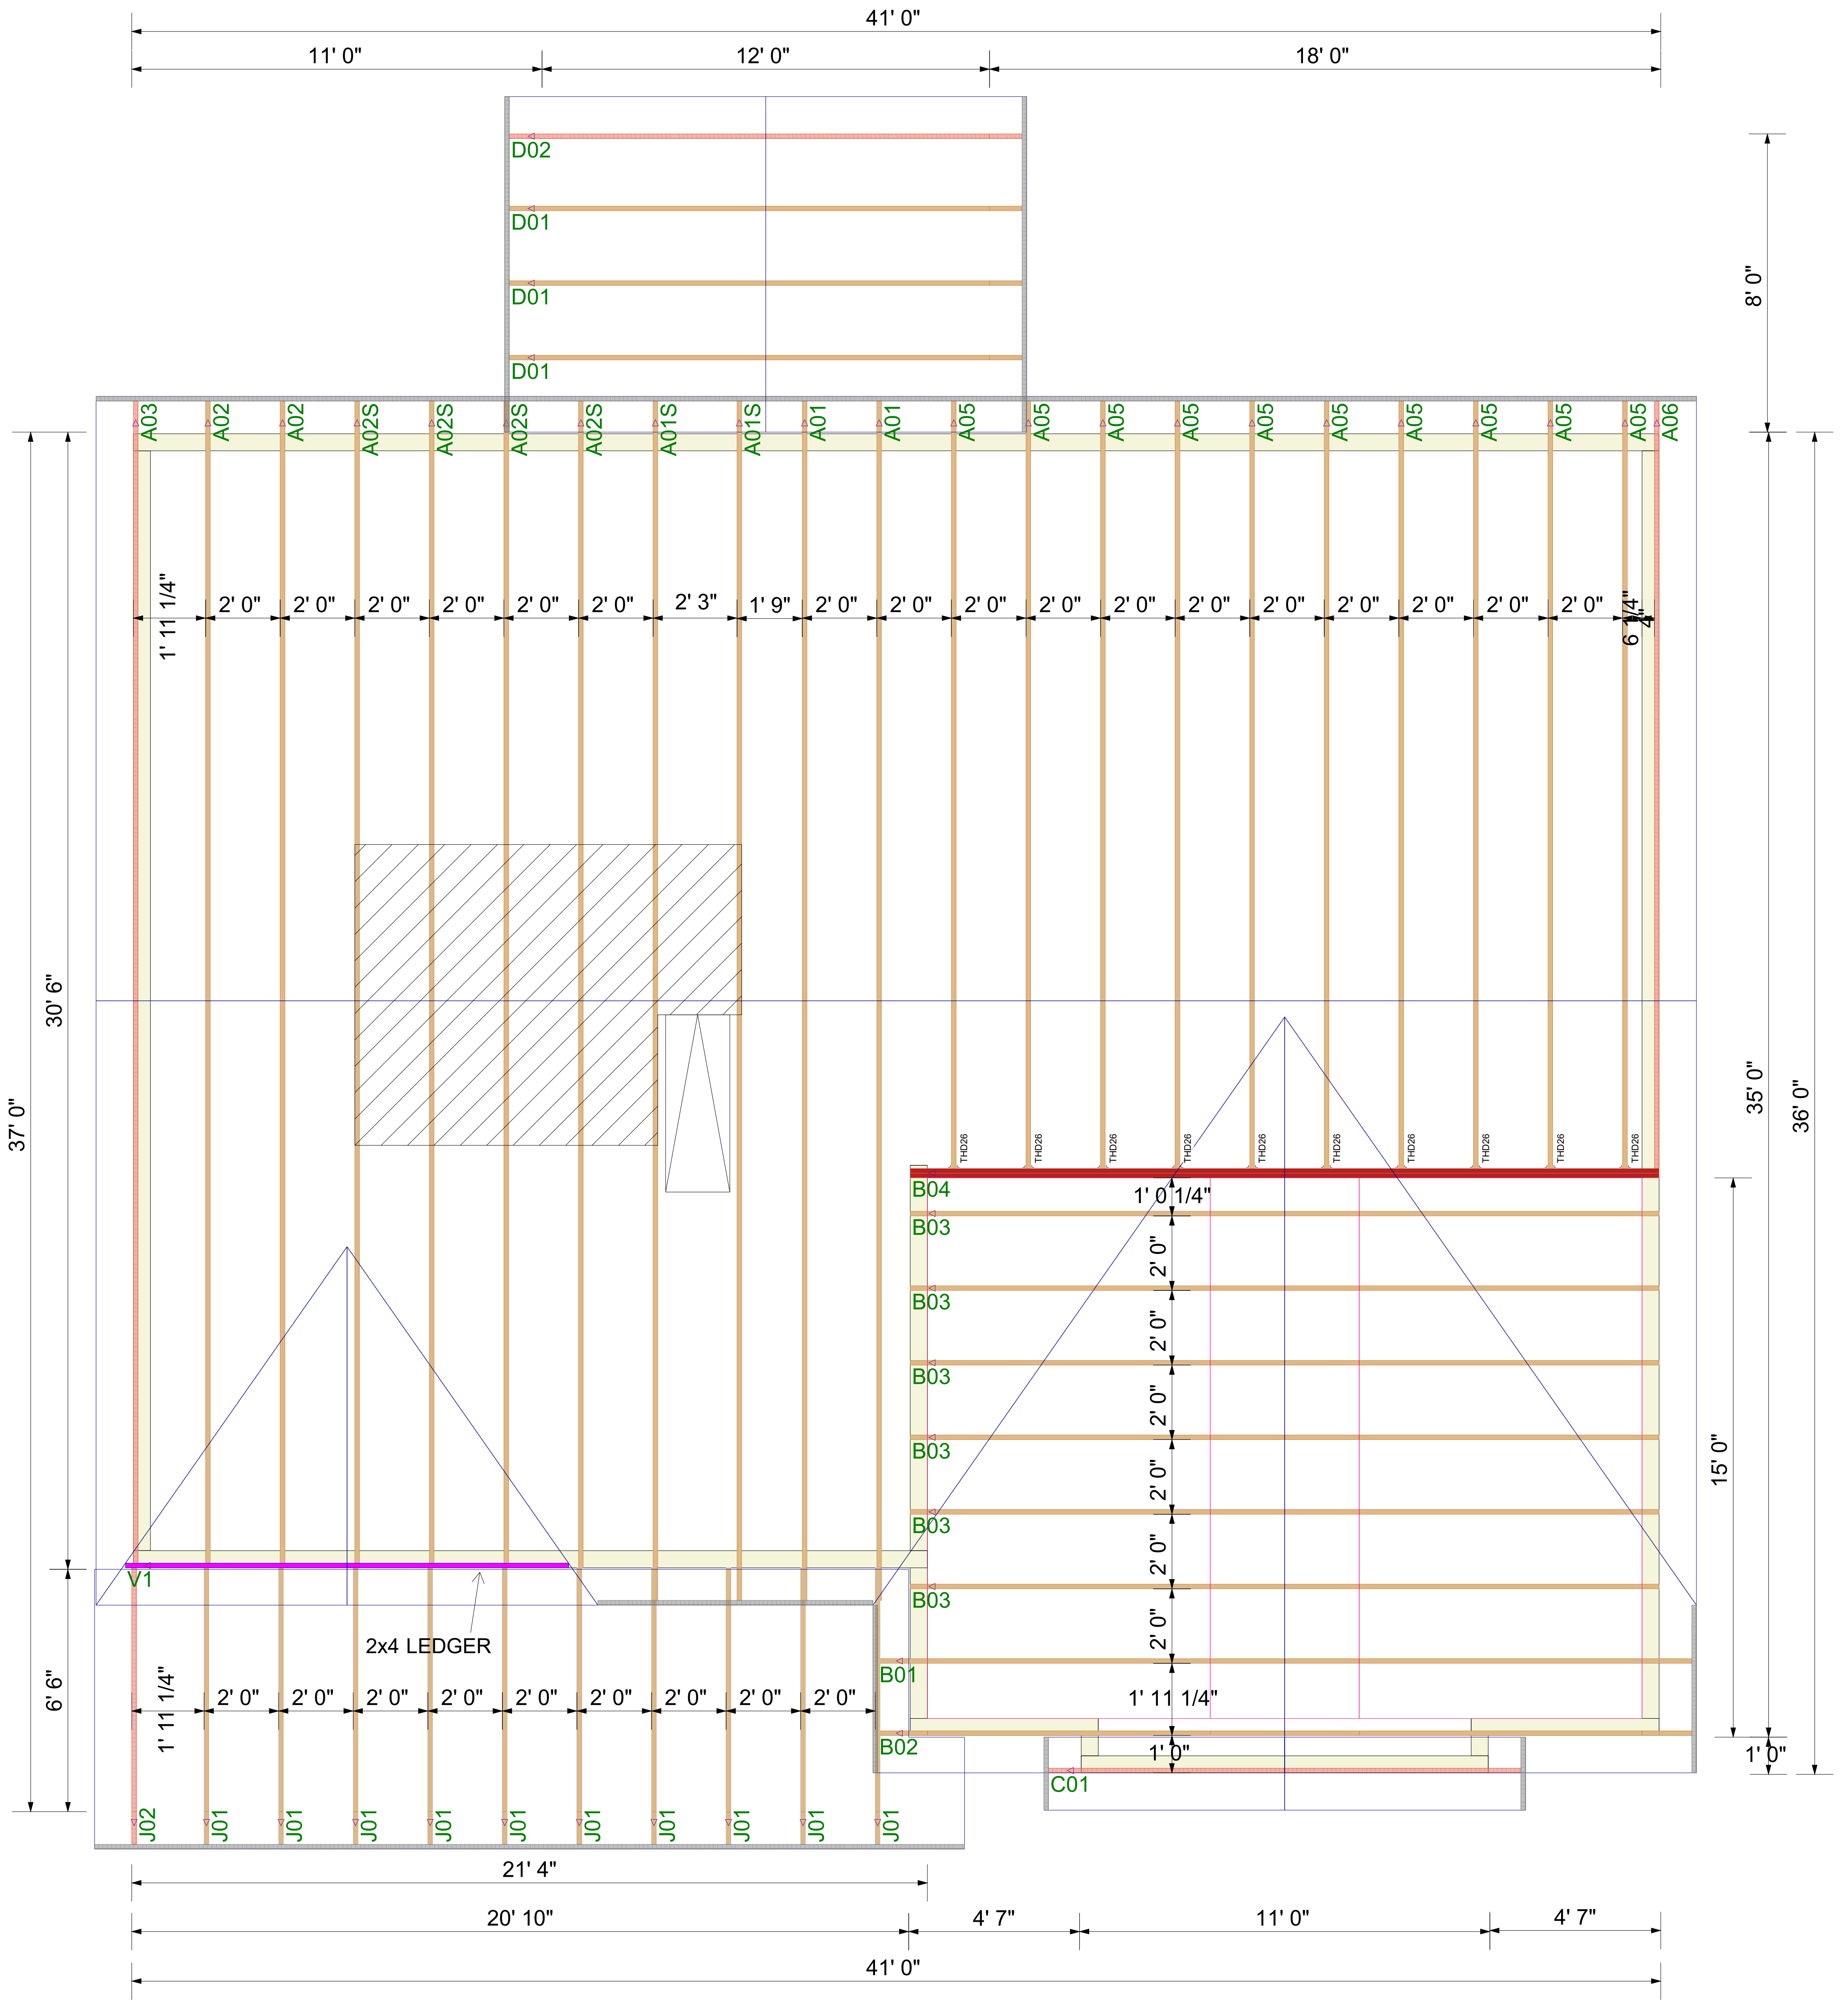 41' 0"
11' 0" 12' 0" 18' 0"
D02
D01
D01
D01
8' 0"
A03 A02 A02 A02S A02S A02S A02S A01S A01S A01 A01 A05 A05 A05 A05 A05 A05 A05 A05 A05 A05 A06
1' 11 1/4" 2' 0" 2' 0" 2' 0" 2' 0" 2' 0" 2' 0" 2' 3" 1' 9" 2' 0" 2' 0" 2' 0" 2' 0" 2' 0" 2' 0" 2' 0" 2' 0" 2' 0" 2' 0" 2' 0" 6 1/4"
4"
37' 0"
30' 6"
35' 0"
36' 0"
THD26 THD26 THD26 THD26 THD26 THD26 THD26 THD26 THD26 THD26
B04
1' 0 1/4"
B03
2' 0"
B03
2' 0"
B03
2' 0"
B03
2' 0"
B03
2' 0"
B03
2' 0"
B01
1' 11 1/4"
B02
1' 0"
C01
15' 0"
1' 0"
V1
2x4 LEDGER
6' 6"
1' 11 1/4" 2' 0" 2' 0" 2' 0" 2' 0" 2' 0" 2' 0" 2' 0" 2' 0" 2' 0"
J02 J01 J01 J01 J01 J01 J01 J01 J01 J01 J01
21' 4"
20' 10" 4' 7" 11' 0" 4' 7"
41' 0"